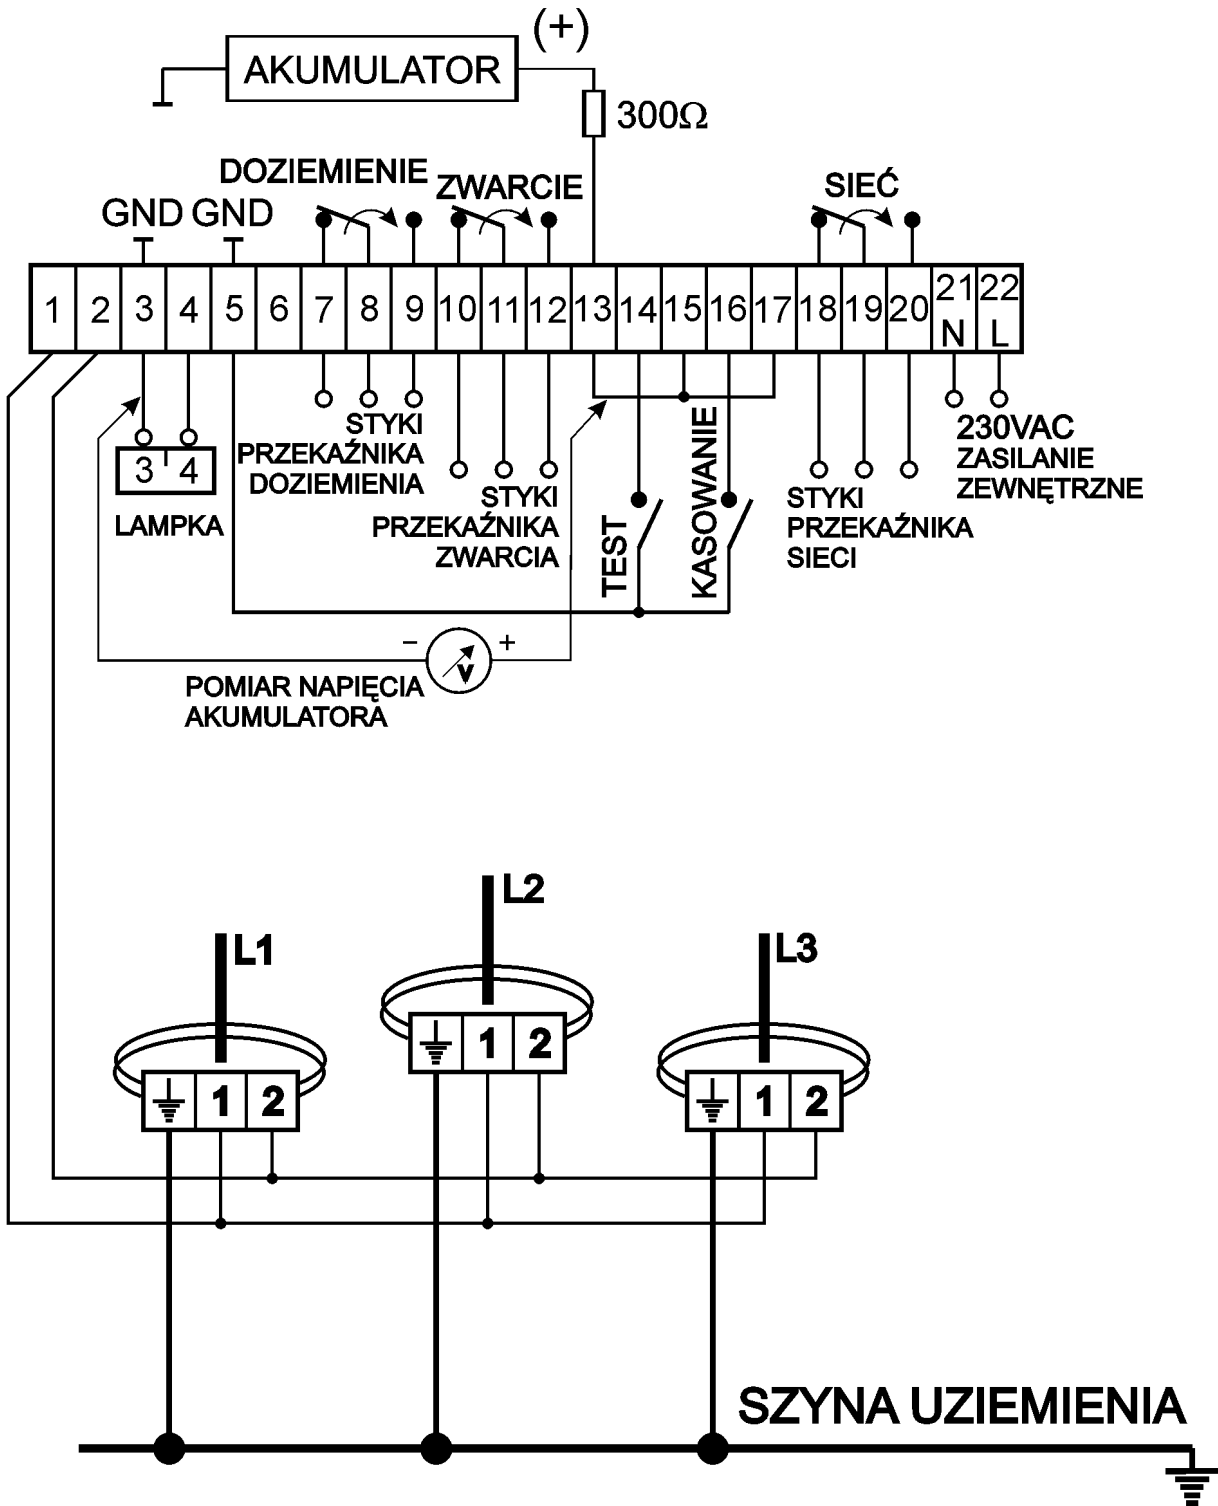 (+)
AKUMULATOR
300Ω
DOZIEMIENIE
ZWARCIE
SIEĆ
GND GND
1 2 3 4 5 6 7 8 9 10 11 12 13 14 15 16 17 18 19 20 21 22
N L
3 4
LAMPKA
STYKI
PRZEKAŹNIKA
DOZIEMIENIA
STYKI
PRZEKAŹNIKA
ZWARCIA
TEST
KASOWANIE
STYKI
PRZEKAŹNIKA
SIECI
230VAC
ZASILANIE
ZEWNĘTRZNE
– +
V
POMIAR NAPIĘCIA
AKUMULATORA
L1
1 2
L2
1 2
L3
1 2
SZYNA UZIEMIENIA